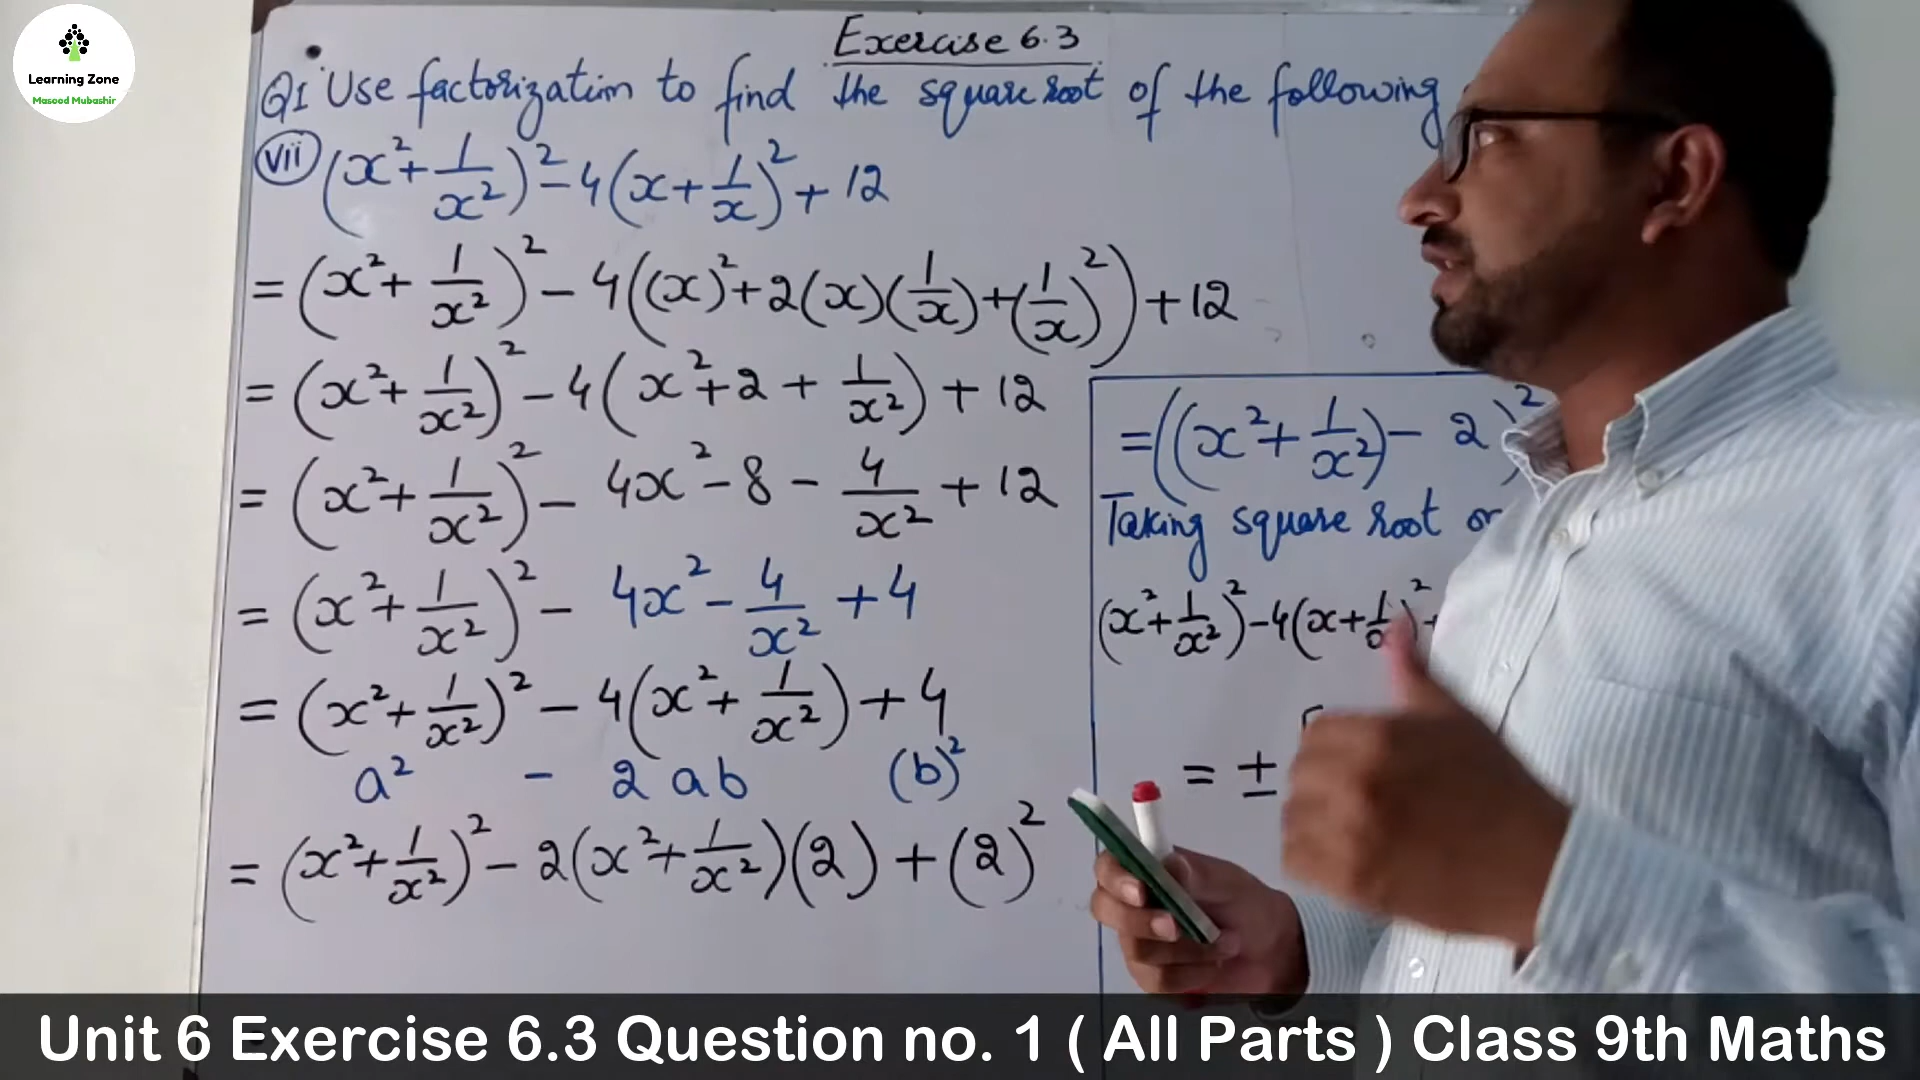 Learning Zone
Masood Mubashir
Exercise 6.3
Q1 Use factorization to find the square root of the following
(vii) (x²+1/x²)²-4(x+1/x)²+12
= (x²+1/x²)²-4((x)²+2(x)(1/x)+(1/x)²)+12
= (x²+1/x²)²-4(x²+2+1/x²)+12
= (x²+1/x²)²-4x²-8-4/x²+12
= (x²+1/x²)²-4x²-4/x²+4
= (x²+1/x²)²-4(x²+1/x²)+4
a² - 2ab (b)²
= (x²+1/x²)²-2(x²+1/x²)(2)+(2)²
=((x²+1/x²)-2)²
Taking square root
(x²+1/x²)²-4(x+1/x)²+
= ±
Unit 6 Exercise 6.3 Question no. 1 ( All Parts ) Class 9th Maths